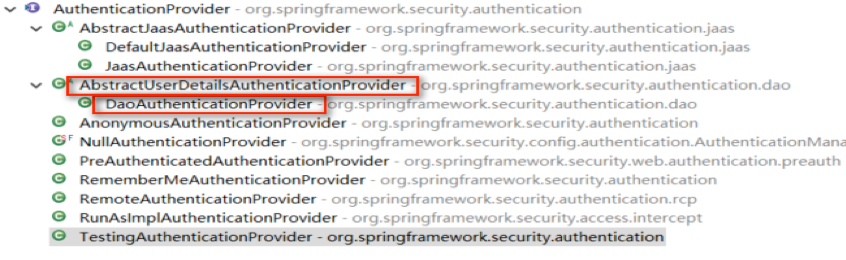 AuthenticationProvider - org.springframework.security.authentication
AbstractJaasAuthenticationProvider - org.springframework.security.authentication.jaas
DefaultJaasAuthenticationProvider - org.springframework.security.authentication.jaas
JaasAuthenticationProvider - org.springframework.security.authentication.jaas
AbstractUserDetailsAuthenticationProvider - org.springframework.security.authentication.dao
DaoAuthenticationProvider - org.springframework.security.authentication.dao
AnonymousAuthenticationProvider - org.springframework.security.authentication
NullAuthenticationProvider - org.springframework.security.config.authentication.AuthenticationMana
PreAuthenticatedAuthenticationProvider - org.springframework.security.web.authentication.preauth
RememberMeAuthenticationProvider - org.springframework.security.authentication
RemoteAuthenticationProvider - org.springframework.security.authentication.rcp
RunAsImplAuthenticationProvider - org.springframework.security.access.intercept
TestingAuthenticationProvider - org.springframework.security.authentication